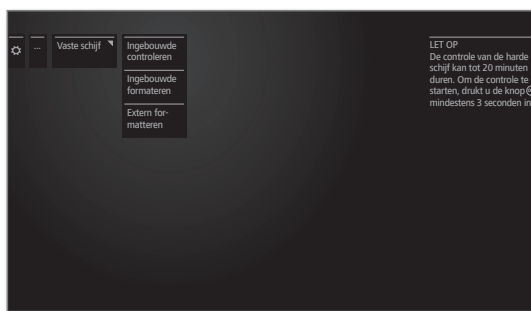 ...
Vaste schijf
Ingebouwde
controleren
Ingebouwde
formateren
Extern for-
matteren
LET OP
De controle van de harde
schijf kan tot 20 minuten
duren. Om de controle te
starten, drukt u de knop
mindestens 3 seconden in